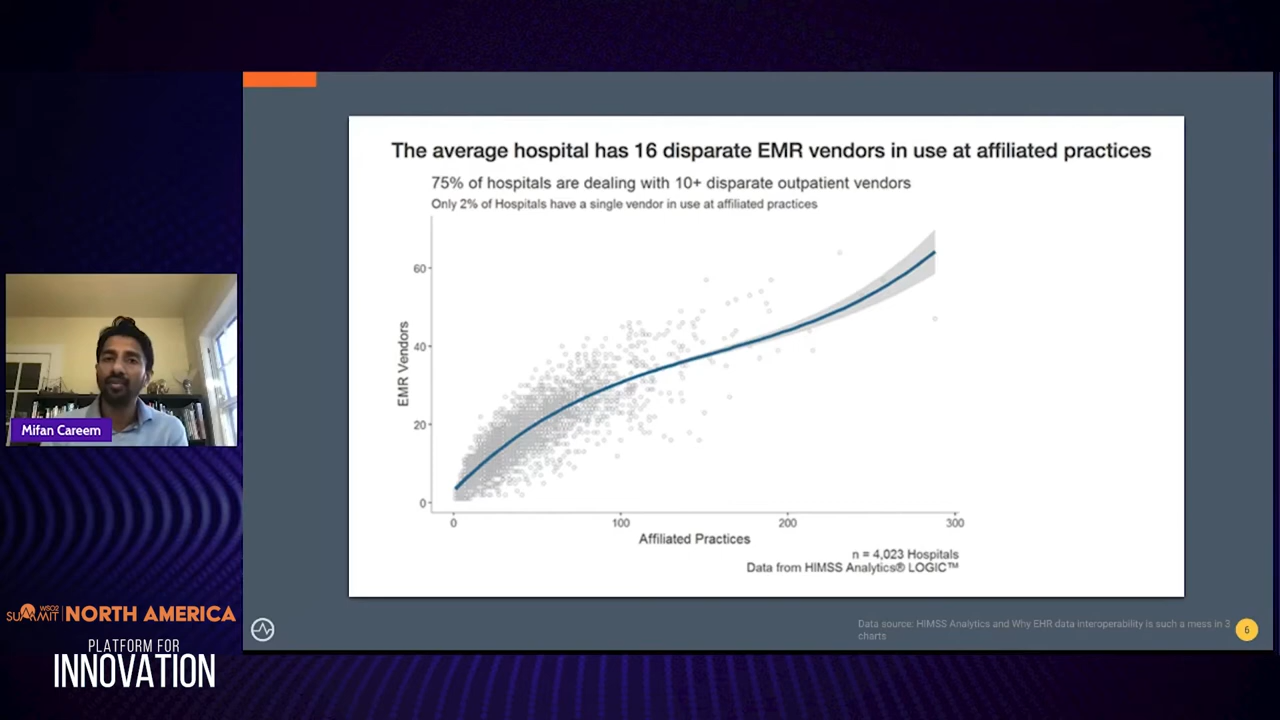 The average hospital has 16 disparate EMR vendors in use at affiliated practices
75% of hospitals are dealing with 10+ disparate outpatient vendors
Only 2% of Hospitals have a single vendor in use at affiliated practices
60
40
20
0
EMR Vendors
0
100
200
300
Affiliated Practices
n = 4,023 Hospitals
Data from HIMSS Analytics® LOGIC™
Mifan Careem
WSO2
SUMMIT NORTH AMERICA
PLATFORM FOR
INNOVATION
Data source: HIMSS Analytics and Why EHR data interoperability is such a mess in 3
charts
6